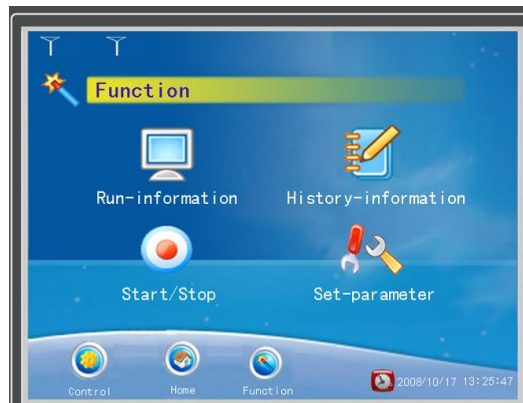 Function
Run-information History-information
Start/Stop Set-parameter
Control Home Function 2008/10/17 13:25:47